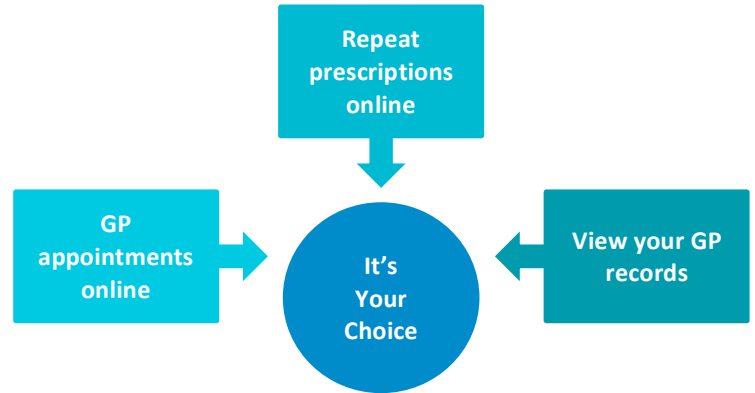 Repeat
prescriptions
online
GP
appointments
online
It’s
Your
Choice
View your GP
records